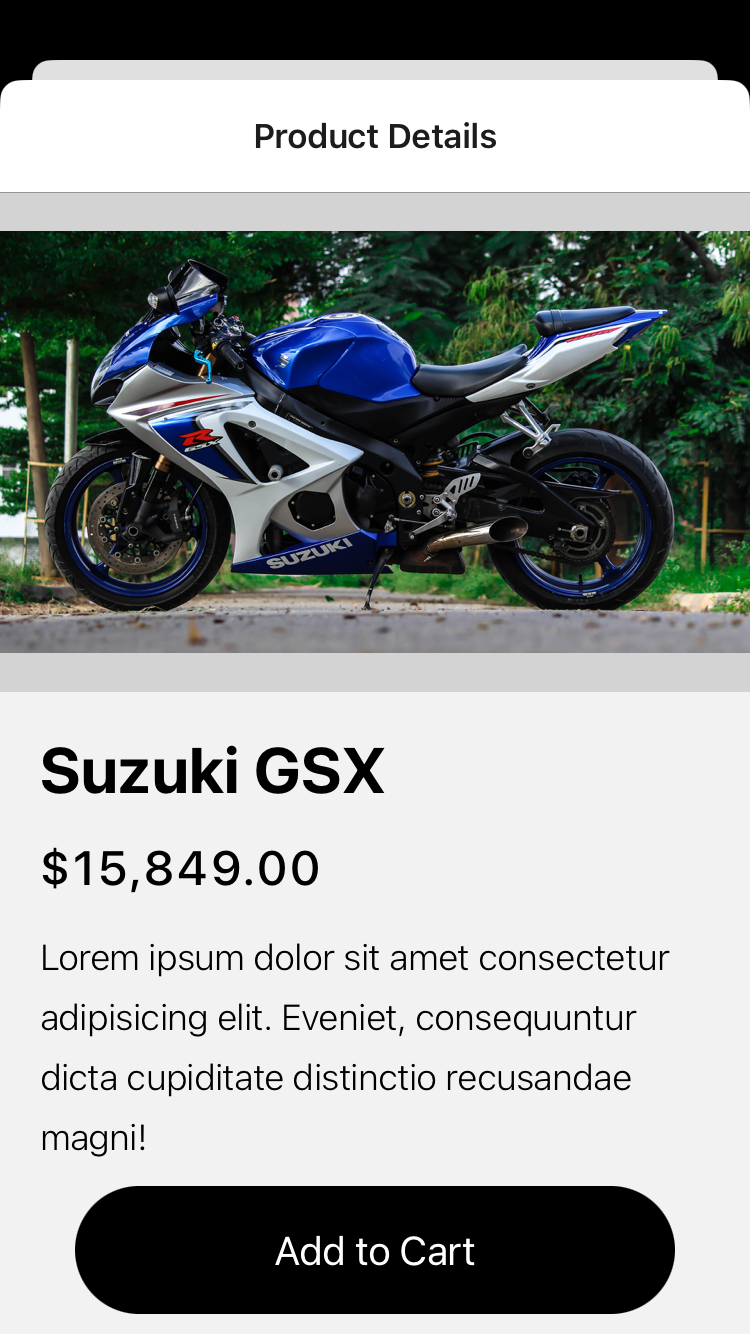 Product Details
R
GSX-R
SUZUKI
Suzuki GSX
$15,849.00
Lorem ipsum dolor sit amet consectetur
adipisicing elit. Eveniet, consequuntur
dicta cupiditate distinctio recusandae
magni!
Add to Cart